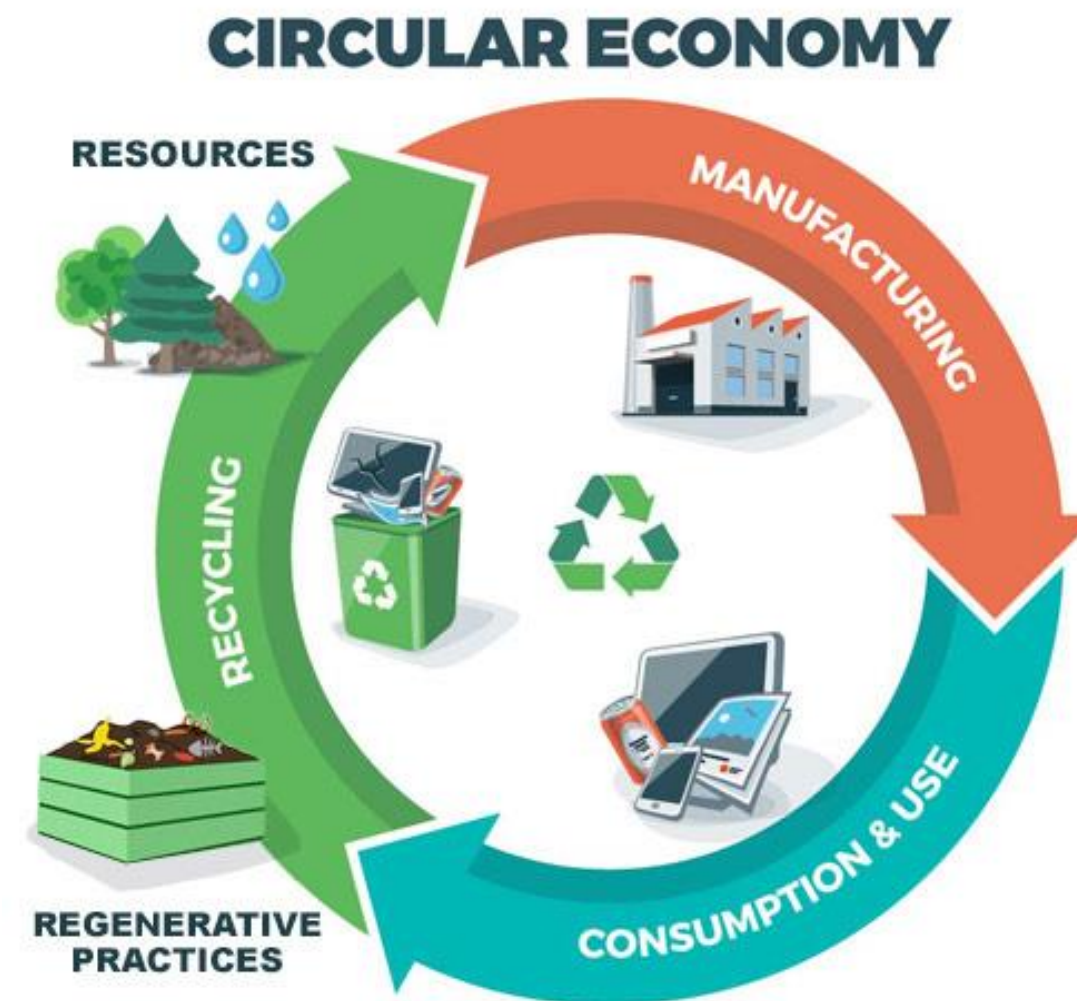 CIRCULAR ECONOMY
RESOURCES
MANUFACTURING
RECYCLING
CONSUMPTION & USE
REGENERATIVE
PRACTICES